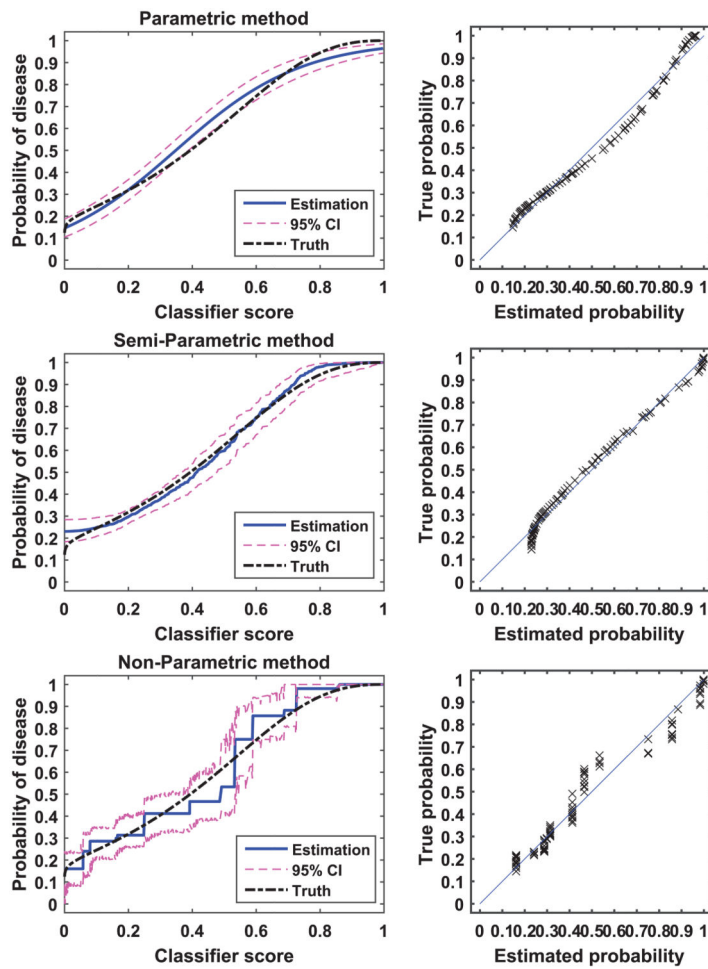 Parametric method
Probability of disease
1
0.9
0.8
0.7
0.6
0.5
0.4
0.3
0.2
0.1
0
Estimation
95% CI
Truth
0 0.2 0.4 0.6 0.8 1
Classifier score
True probability
1
0.9
0.8
0.7
0.6
0.5
0.4
0.3
0.2
0.1
0
0 0.10.20.30.40.50.60.70.80.9 1
Estimated probability
Semi-Parametric method
Probability of disease
1
0.9
0.8
0.7
0.6
0.5
0.4
0.3
0.2
0.1
0
Estimation
95% CI
Truth
0 0.2 0.4 0.6 0.8 1
Classifier score
True probability
1
0.9
0.8
0.7
0.6
0.5
0.4
0.3
0.2
0.1
0
0 0.10.20.30.40.50.60.70.80.9 1
Estimated probability
Non-Parametric method
Probability of disease
1
0.9
0.8
0.7
0.6
0.5
0.4
0.3
0.2
0.1
0
Estimation
95% CI
Truth
0 0.2 0.4 0.6 0.8 1
Classifier score
True probability
1
0.9
0.8
0.7
0.6
0.5
0.4
0.3
0.2
0.1
0
0 0.10.20.30.40.50.60.70.80.9 1
Estimated probability